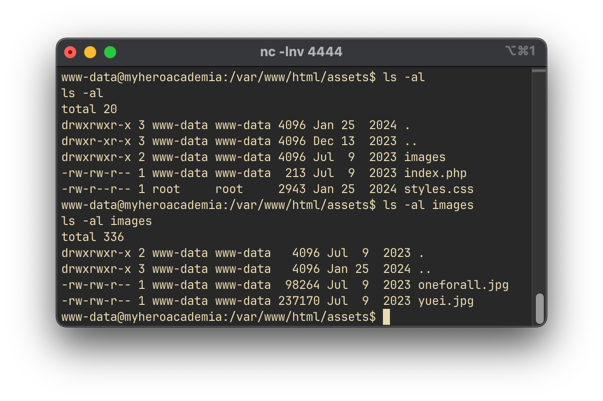 nc -lnv 4444
⌥⌘1
www-data@myheroacademia:/var/www/html/assets$ ls -al
ls -al
total 20
drwxrwxr-x 3 www-data www-data 4096 Jan 25  2024 .
drwxr-xr-x 3 www-data www-data 4096 Dec 13  2023 ..
drwxrwxr-x 2 www-data www-data 4096 Jul  9  2023 images
-rw-rw-r-- 1 www-data www-data  213 Jul  9  2023 index.php
-rw-r--r-- 1 root     root     2943 Jan 25  2024 styles.css
www-data@myheroacademia:/var/www/html/assets$ ls -al images
ls -al images
total 336
drwxrwxr-x 2 www-data www-data   4096 Jul  9  2023 .
drwxrwxr-x 3 www-data www-data   4096 Jan 25  2024 ..
-rw-rw-r-- 1 www-data www-data  98264 Jul  9  2023 oneforall.jpg
-rw-rw-r-- 1 www-data www-data 237170 Jul  9  2023 yuei.jpg
www-data@myheroacademia:/var/www/html/assets$